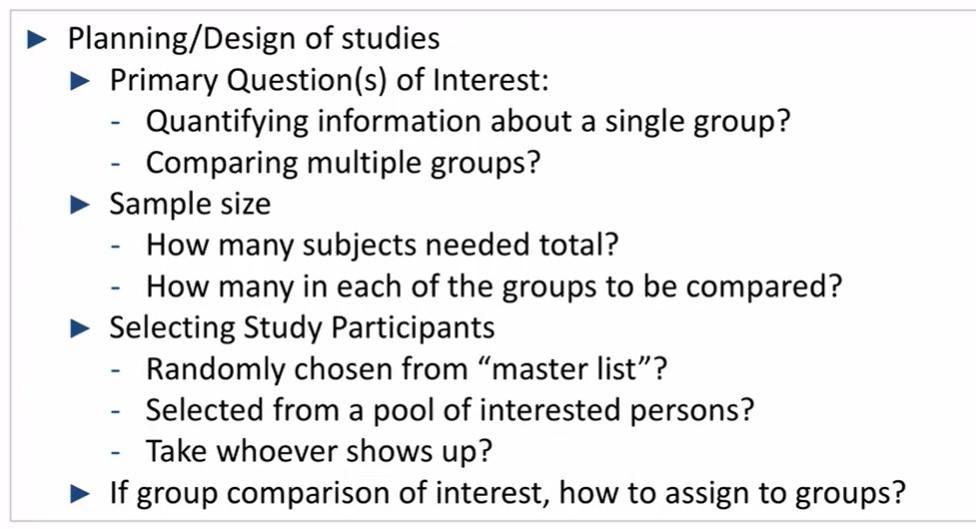 Planning/Design of studies
Primary Question(s) of Interest:
- Quantifying information about a single group?
- Comparing multiple groups?
Sample size
- How many subjects needed total?
- How many in each of the groups to be compared?
Selecting Study Participants
- Randomly chosen from “master list”?
- Selected from a pool of interested persons?
- Take whoever shows up?
If group comparison of interest, how to assign to groups?